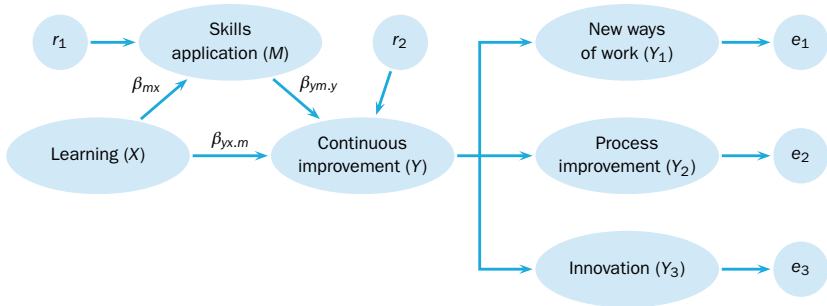 r1
Skills
application (M)
r2
New ways
of work (Y1)
e1
βmx
βym.y
Learning (X)
βyx.m
Continuous
improvement (Y)
Process
improvement (Y2)
e2
Innovation (Y3)
e3